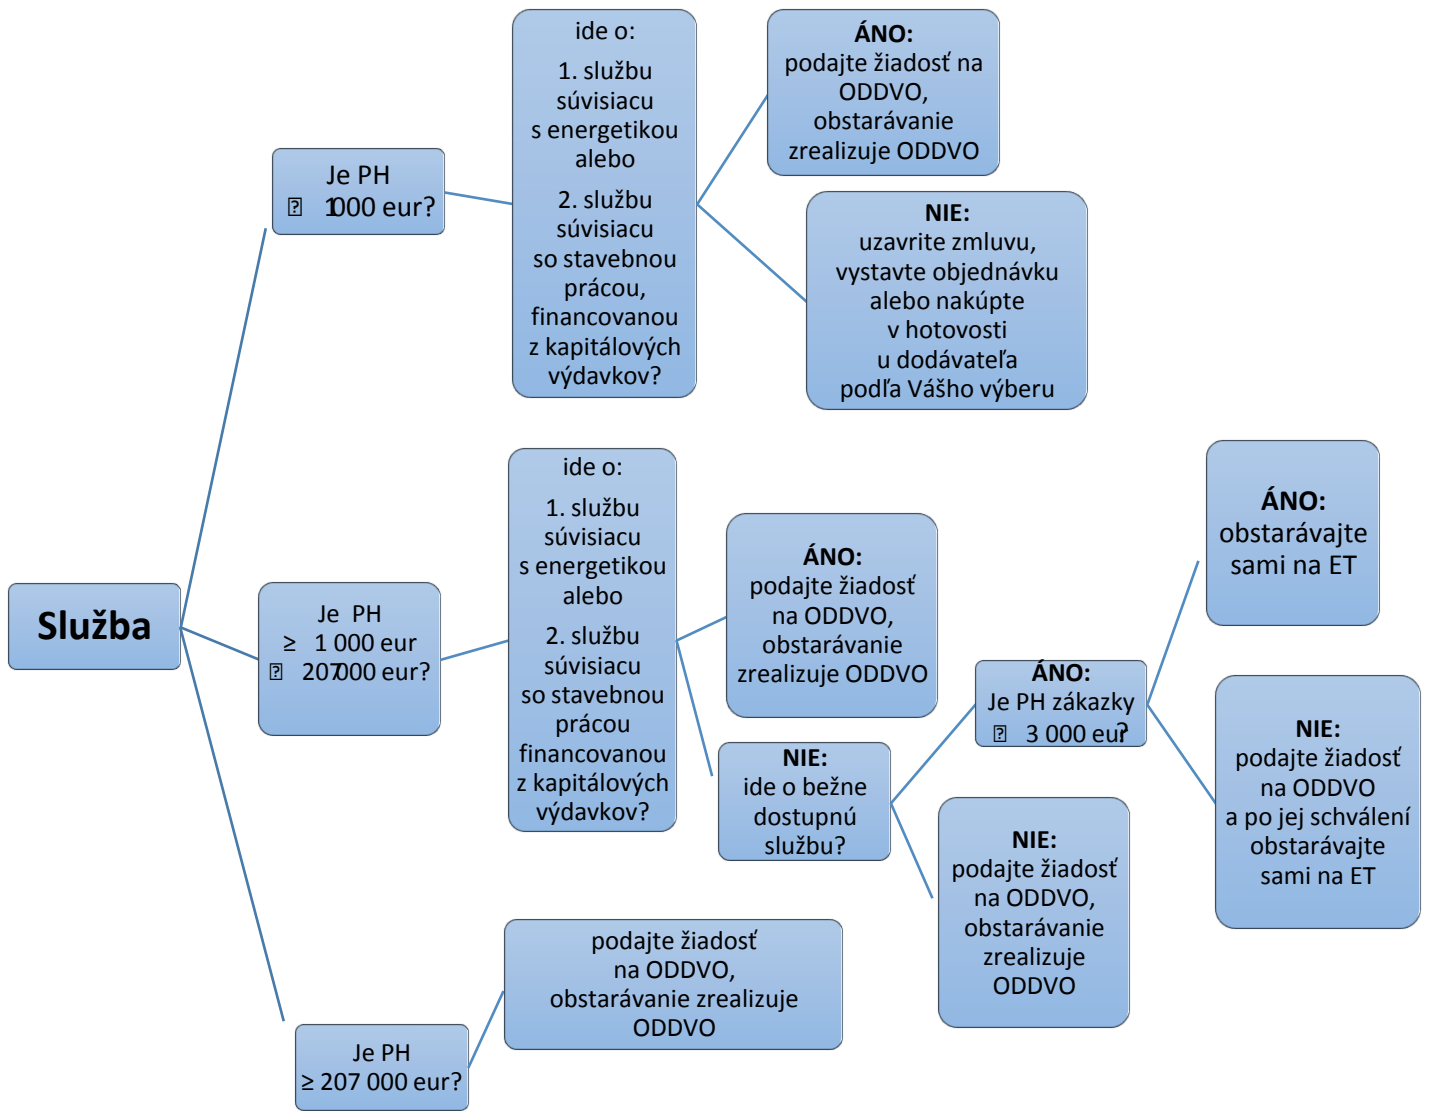 Služba
Je PH
1000 eur?
ide o:
1. službu
súvisiacu
s energetikou
alebo
2. službu
súvisiacu
so stavebnou
prácou,
financovanou
z kapitálových
výdavkov?
ÁNO:
podajte žiadosť na
ODDVO,
obstarávanie
zrealizuje ODDVO
NIE:
uzavrite zmluvu,
vystavte objednávku
alebo nakúpte
v hotovosti
u dodávateľa
podľa Vášho výberu
Je PH
≥ 1 000 eur
207000 eur?
ide o:
1. službu
súvisiacu
s energetikou
alebo
2. službu
súvisiacu
so stavebnou
prácou
financovanou
z kapitálových
výdavkov?
ÁNO:
podajte žiadosť
na ODDVO,
obstarávanie
zrealizuje ODDVO
NIE:
ide o bežne
dostupnú
službu?
ÁNO:
Je PH zákazky
3 000 eur?
ÁNO:
obstarávajte
sami na ET
NIE:
podajte žiadosť
na ODDVO
a po jej schválení
obstarávajte
sami na ET
NIE:
podajte žiadosť
na ODDVO,
obstarávanie
zrealizuje
ODDVO
Je PH
≥ 207 000 eur?
podajte žiadosť
na ODDVO,
obstarávanie zrealizuje
ODDVO